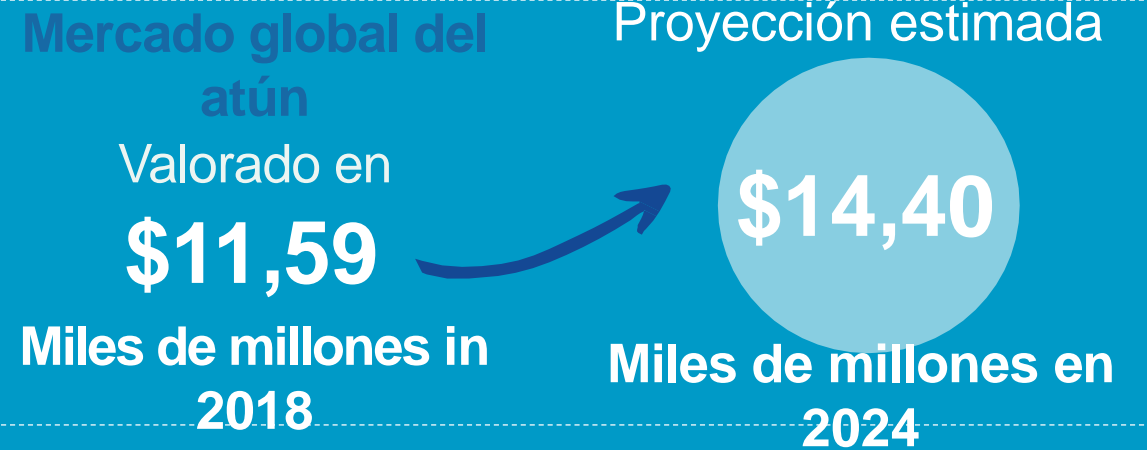 Mercado global del
atún
Valorado en
$11,59
Miles de millones in
2018
Proyección estimada
$14,40
Miles de millones en
2024